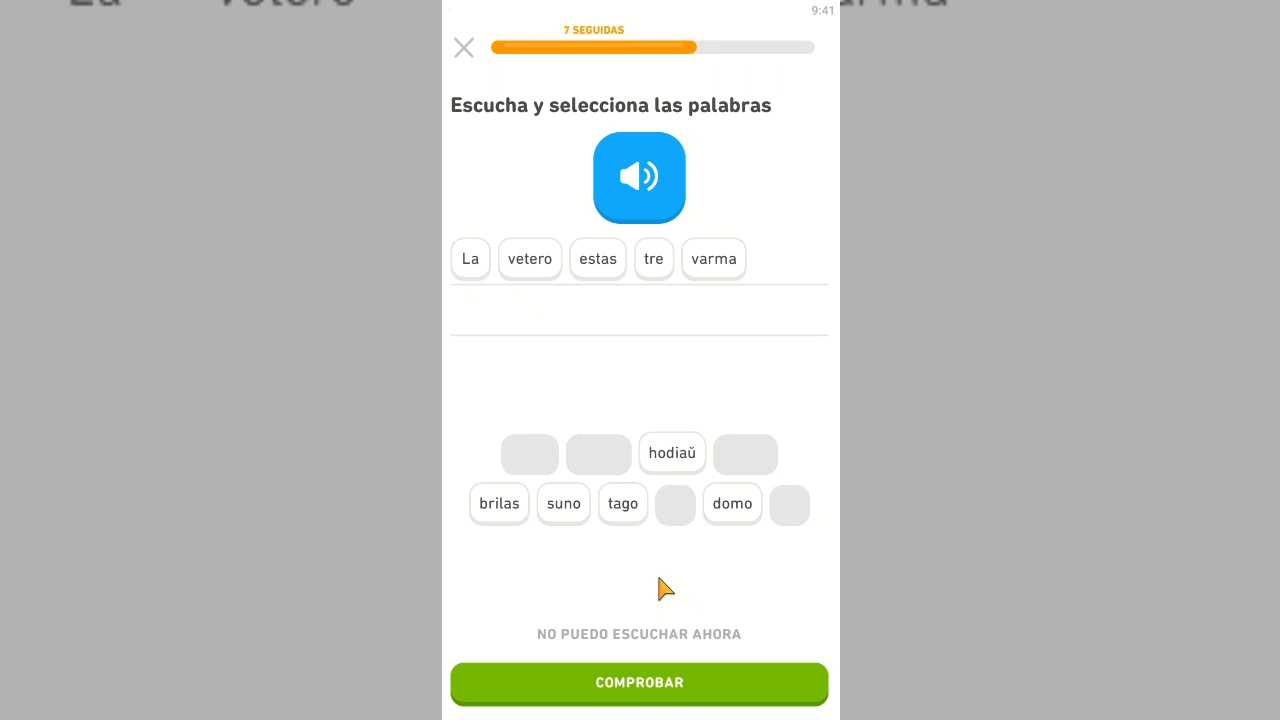 9:41
7 SEGUIDAS
Escucha y selecciona las palabras
La vetero estas tre varma
hodiaŭ
brilas suno tago domo
NO PUEDO ESCUCHAR AHORA
COMPROBAR